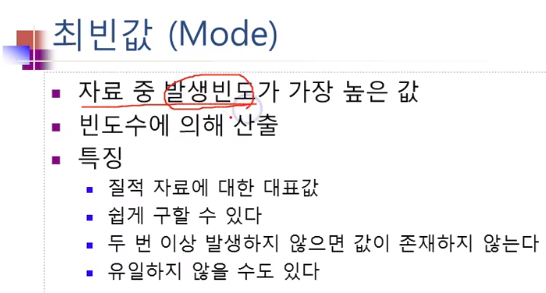 최빈값 (Mode)
자료 중 발생빈도가 가장 높은 값
빈도수에 의해 산출
특징
질적 자료에 대한 대표값
쉽게 구할 수 있다
두 번 이상 발생하지 않으면 값이 존재하지 않는다
유일하지 않을 수도 있다